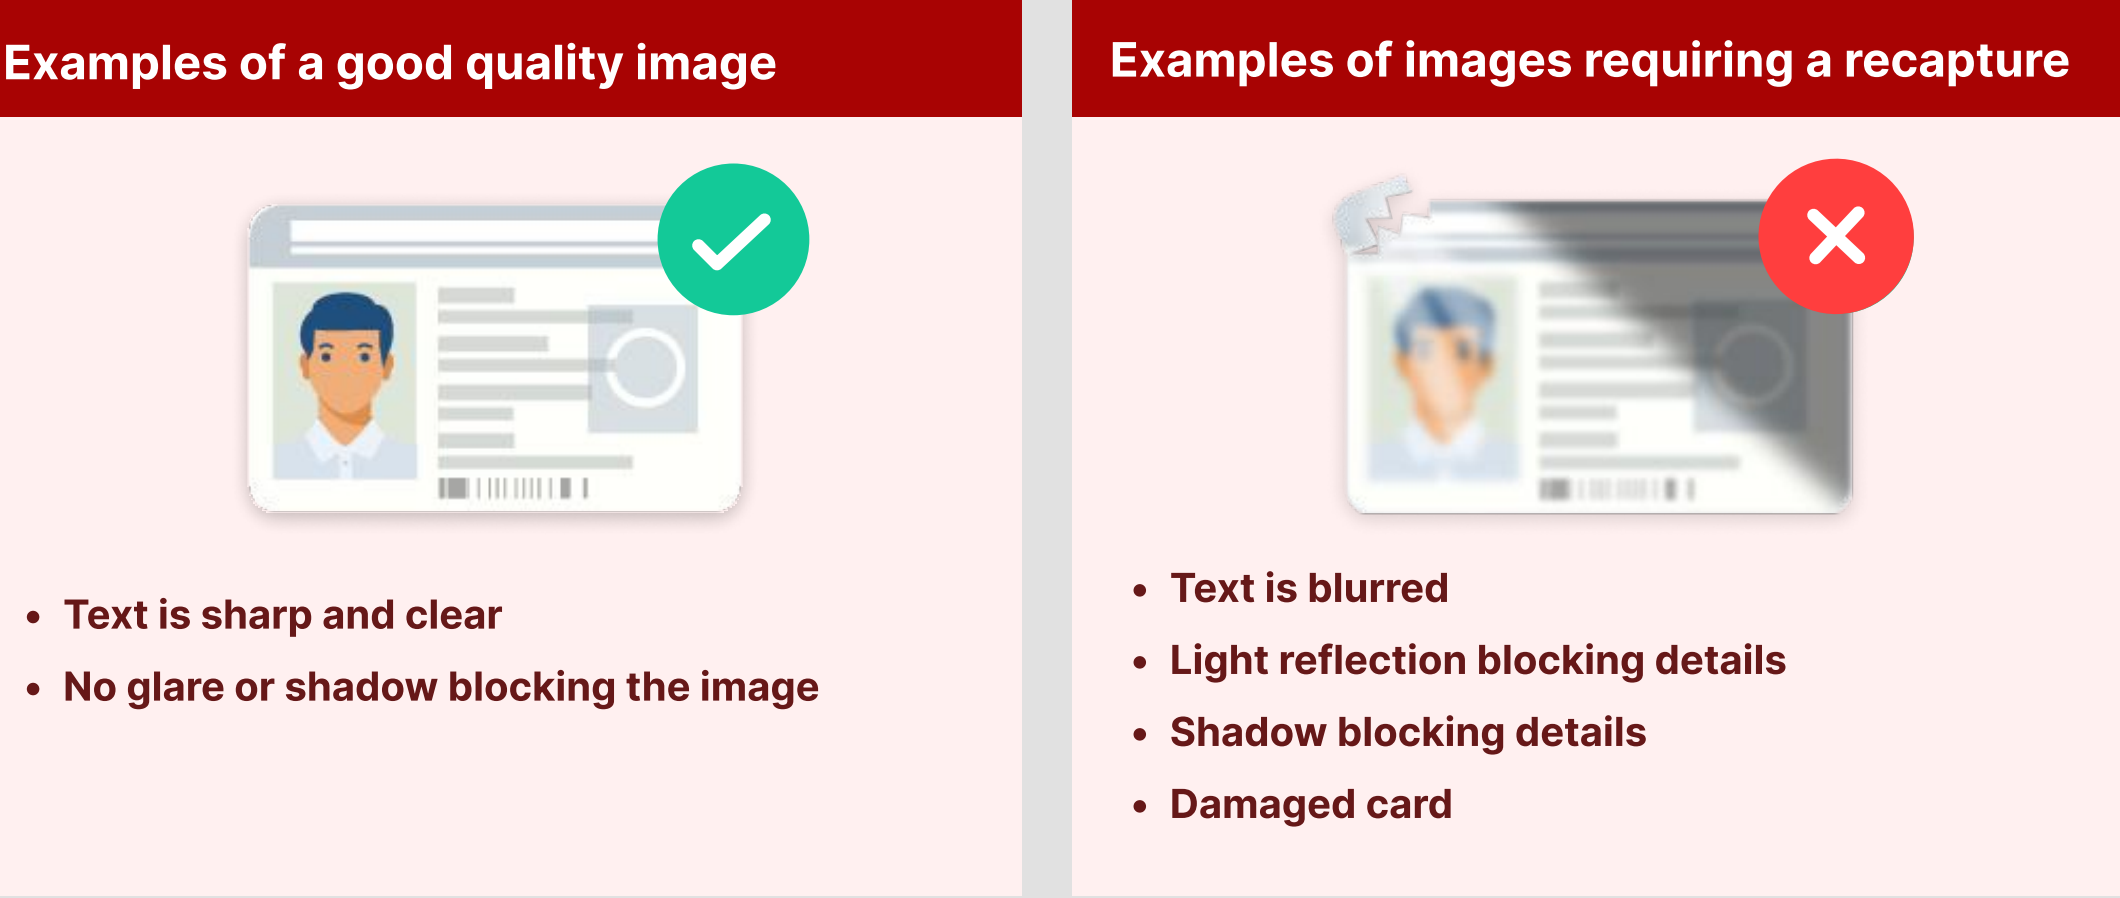 Examples of a good quality image
Text is sharp and clear
No glare or shadow blocking the image
Examples of images requiring a recapture
Text is blurred
Light reflection blocking details
Shadow blocking details
Damaged card